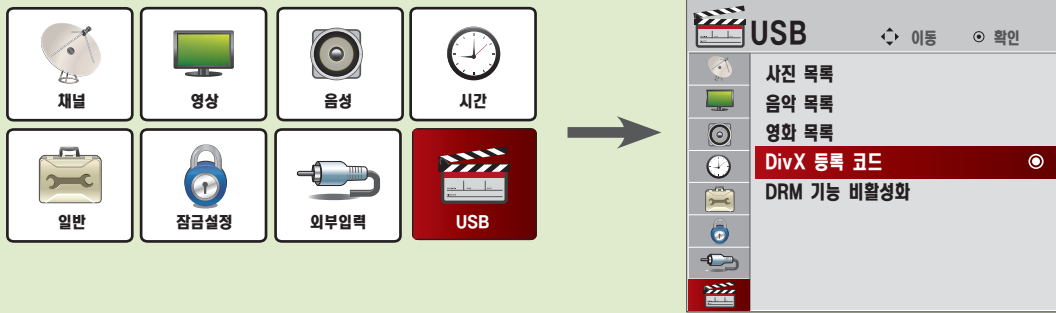 채널 영상 음성 시간
일반 잠금설정 외부입력 USB
USB 이동 확인
사진 목록
음악 목록
영화 목록
DivX 등록 코드
DRM 기능 비활성화